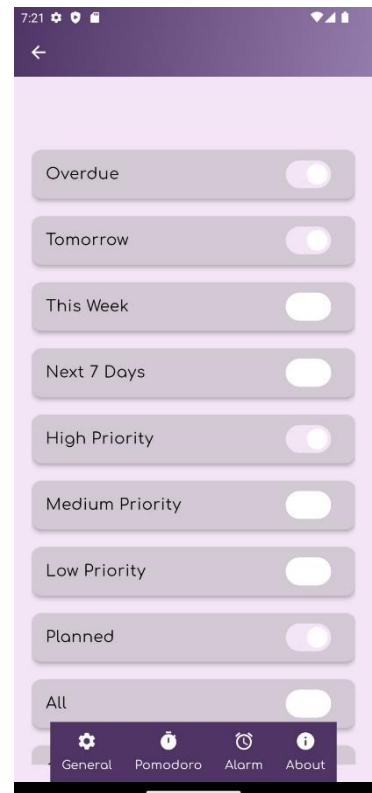 7:21
Overdue
Tomorrow
This Week
Next 7 Days
High Priority
Medium Priority
Low Priority
Planned
All
General Pomodoro Alarm About